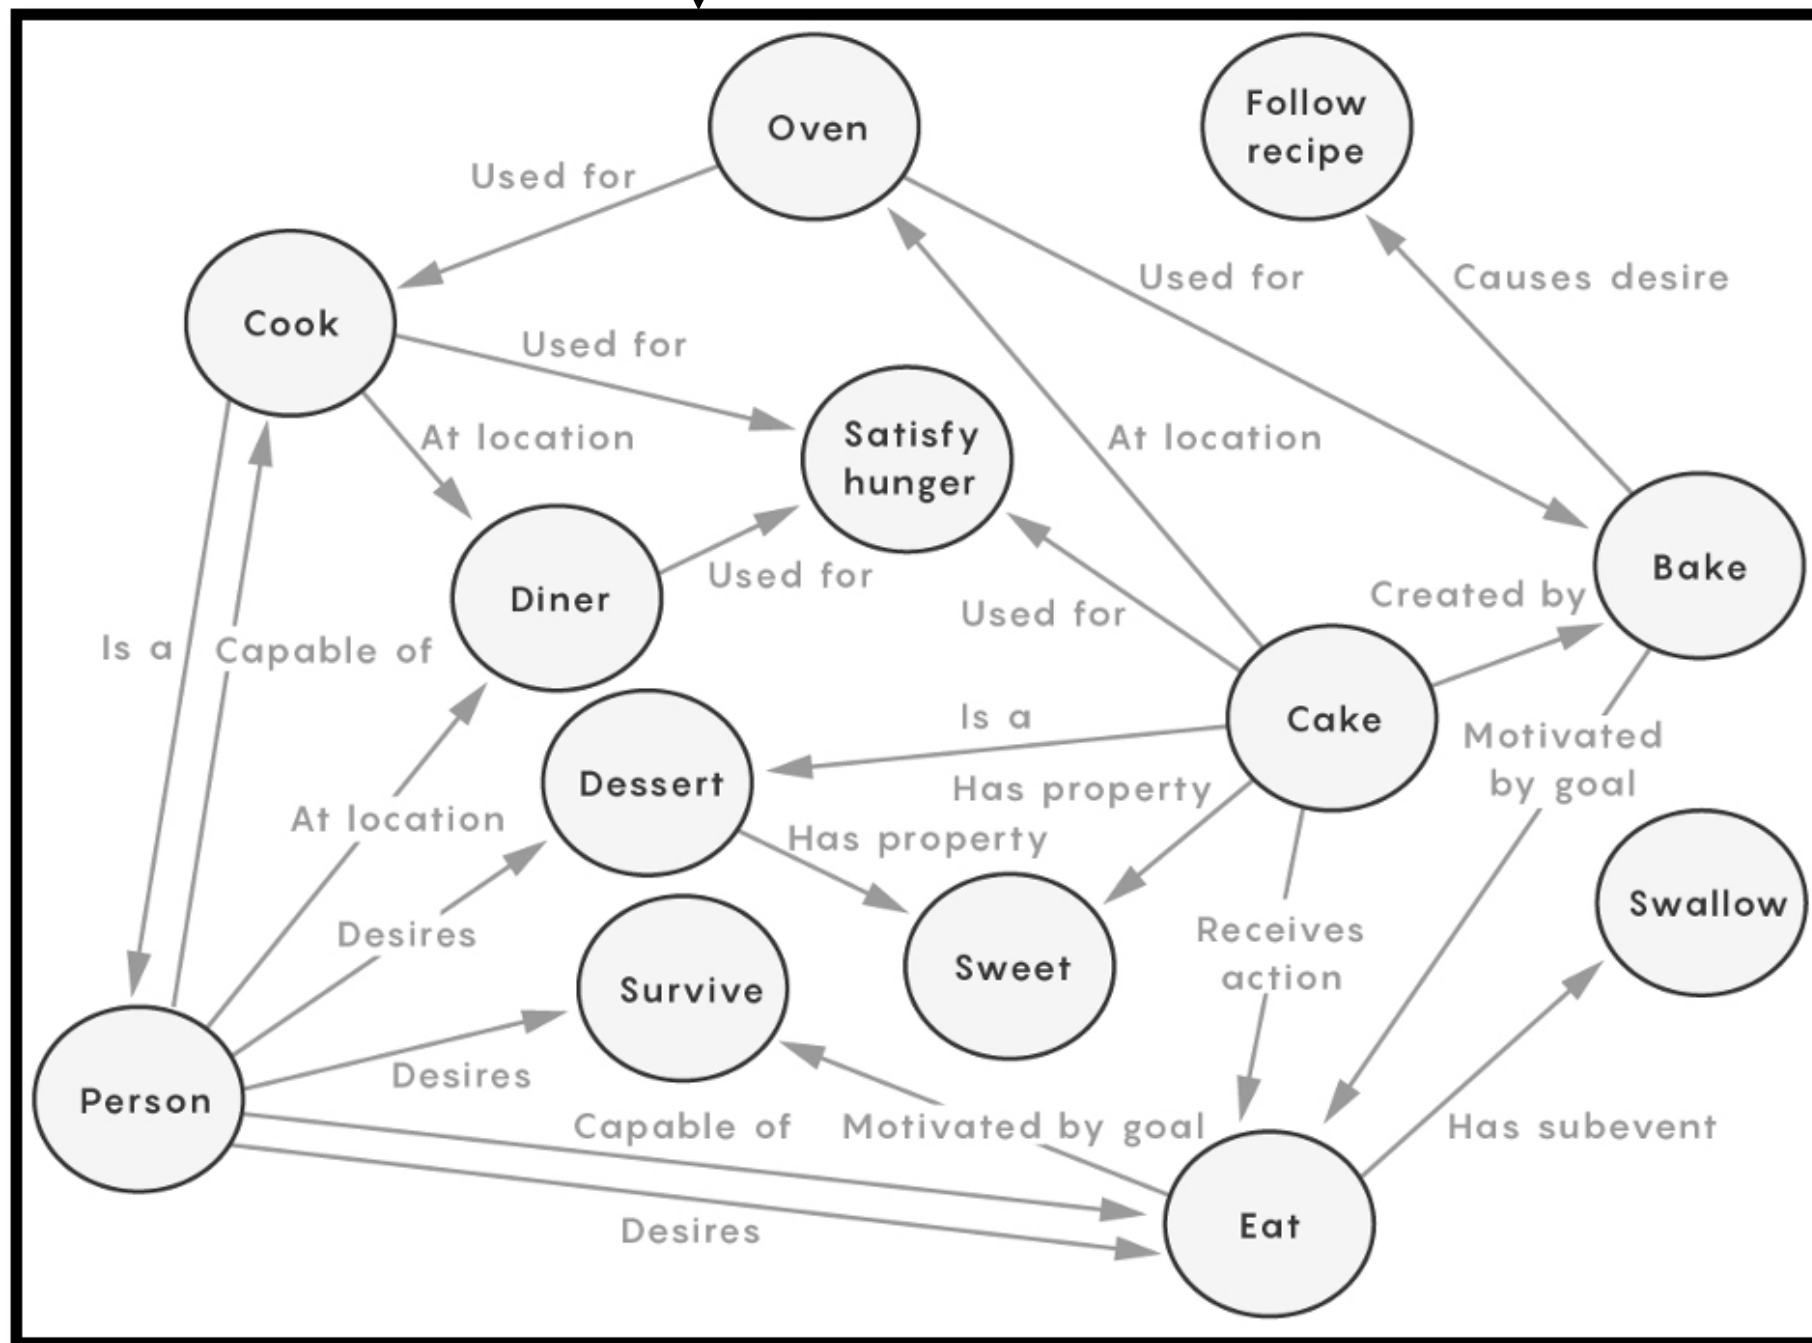 Oven
Follow
recipe
Used for
Used for
Causes desire
Cook
Used for
At location
Satisfy
hunger
At location
Bake
Diner
Used for
Used for
Created by
Is a
Capable of
Is a
Cake
Motivated
by goal
Dessert
Has property
Has property
At location
Swallow
Desires
Survive
Sweet
Receives
action
Desires
Person
Capable of
Motivated by goal
Has subevent
Desires
Eat